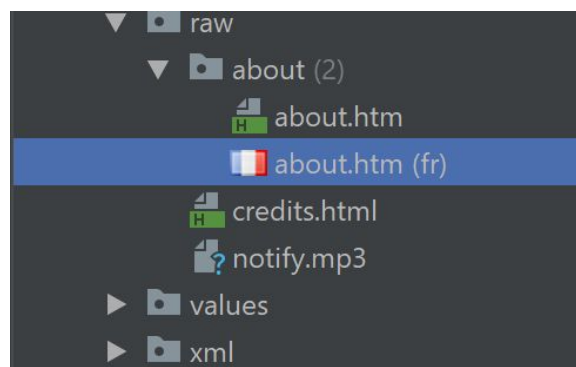 raw
about (2)
H about.htm
about.htm (fr)
H credits.html
? notify.mp3
values
xml